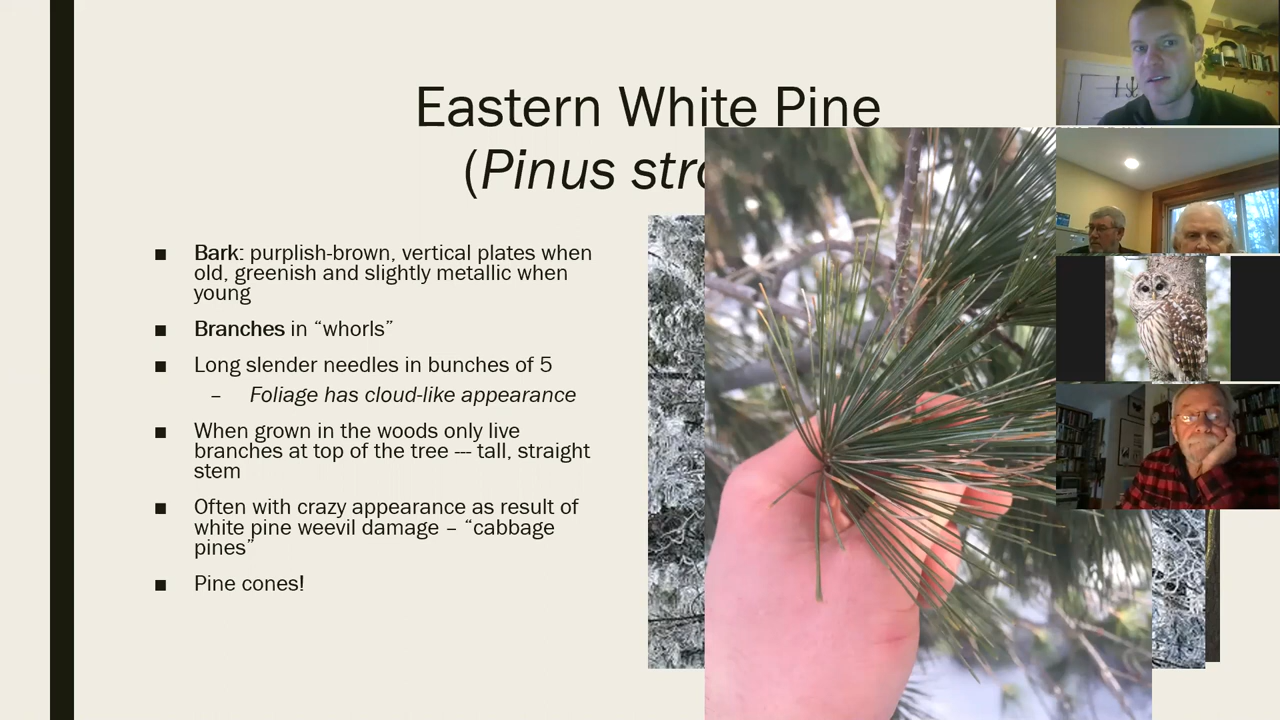 Eastern White Pine
(Pinus
■ Bark: purplish-brown, vertical plates when
old, greenish and slightly metallic when
young
■ Branches in “whorls”
■ Long slender needles in bunches of 5
– Foliage has cloud-like appearance
■ When grown in the woods only live
branches at top of the tree --- tall, straight
stem
■ Often with crazy appearance as result of
white pine weevil damage – “cabbage
pines”
■ Pine cones!